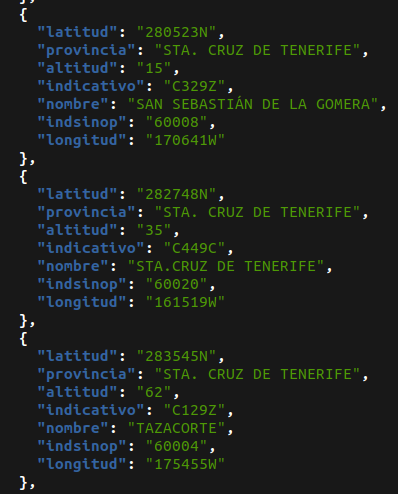 },
{
"latitud": "280523N",
"provincia": "STA. CRUZ DE TENERIFE",
"altitud": "15",
"indicativo": "C329Z",
"nombre": "SAN SEBASTIÁN DE LA GOMERA",
"indsinop": "60008",
"longitud": "170641W"
},
{
"latitud": "282748N",
"provincia": "STA. CRUZ DE TENERIFE",
"altitud": "35",
"indicativo": "C449C",
"nombre": "STA.CRUZ DE TENERIFE",
"indsinop": "60020",
"longitud": "161519W"
},
{
"latitud": "283545N",
"provincia": "STA. CRUZ DE TENERIFE",
"altitud": "62",
"indicativo": "C129Z",
"nombre": "TAZACORTE",
"indsinop": "60004",
"longitud": "175455W"
},